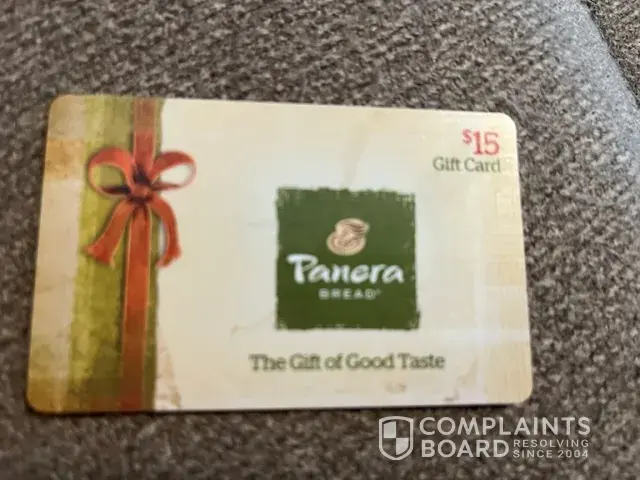 $15
Gift Card
Panera
BREAD®
The Gift of Good Taste
COMPLAINTS
BOARD RESOLVING
SINCE 2004